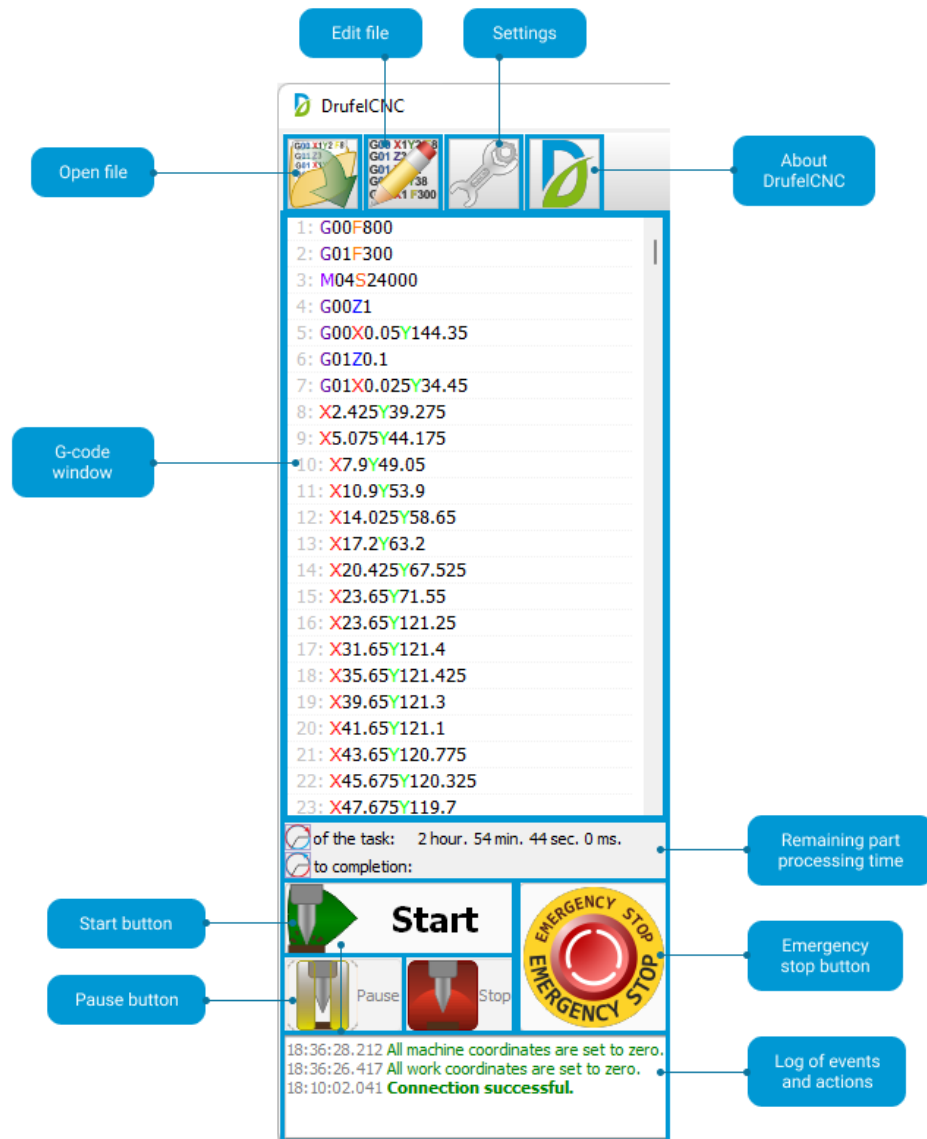 Edit file
Settings
DrufelCNC
Open file
About
DrufelCNC
1: G00F800
2: G01F300
3: M04S24000
4: G00Z1
5: G00X0.05Y144.35
6: G01Z0.1
7: G01X0.025Y34.45
8: X2.425Y39.275
9: X5.075Y44.175
G-code
window
10: X7.9Y49.05
11: X10.9Y53.9
12: X14.025Y58.65
13: X17.2Y63.2
14: X20.425Y67.525
15: X23.65Y71.55
16: X23.65Y121.25
17: X31.65Y121.4
18: X35.65Y121.425
19: X39.65Y121.3
20: X41.65Y121.1
21: X43.65Y120.775
22: X45.675Y120.325
23: X47.675Y119.7
of the task: 2 hour. 54 min. 44 sec. 0 ms.
to completion:
Remaining part
processing time
Start button
Start
EMERGENCY STOP
EMERGENCY STOP
Emergency
stop button
Pause button
Pause
Stop
18:36:28.212 All machine coordinates are set to zero.
18:36:26.417 All work coordinates are set to zero.
18:10:02.041 Connection successful.
Log of events
and actions